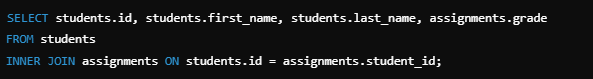 SELECT students.id, students.first_name, students.last_name, assignments.grade
FROM students
INNER JOIN assignments ON students.id = assignments.student_id;